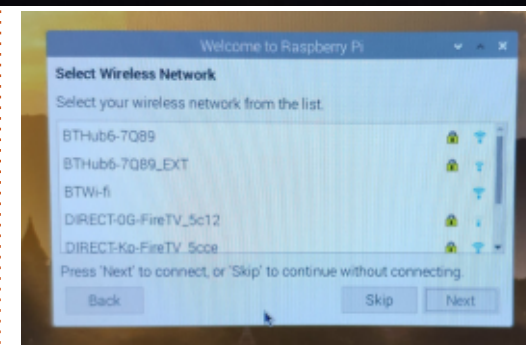 Welcome to Raspberry Pi
Select Wireless Network
Select your wireless network from the list.
BTHub6-7Q89
BTHub6-7Q89_EXT
BTWi-fi
DIRECT-0G-FireTV_5c12
DIRECT-Kp-FireTV_5cce
Press 'Next' to connect, or 'Skip' to continue without connecting.
Back Skip Next